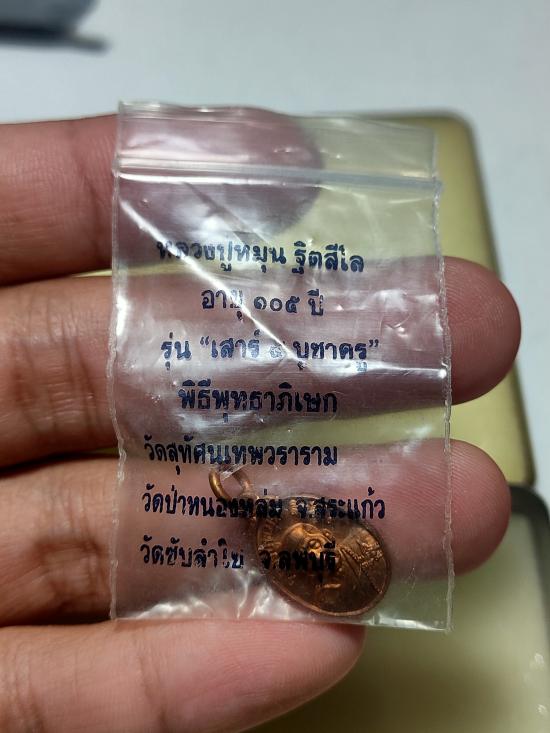 หลวงปู่หมุน ฐิตสีโล
อายุ ๑๐๕ ปี
รุ่น “เสาร์ ๕ บูชาครู”
พิธีพุทธาภิเษก
วัดสุทัศนเทพวราราม
วัดป่าหนองหล่ม จ.สระแก้ว
วัดซับลำใย จ.ลพบุรี